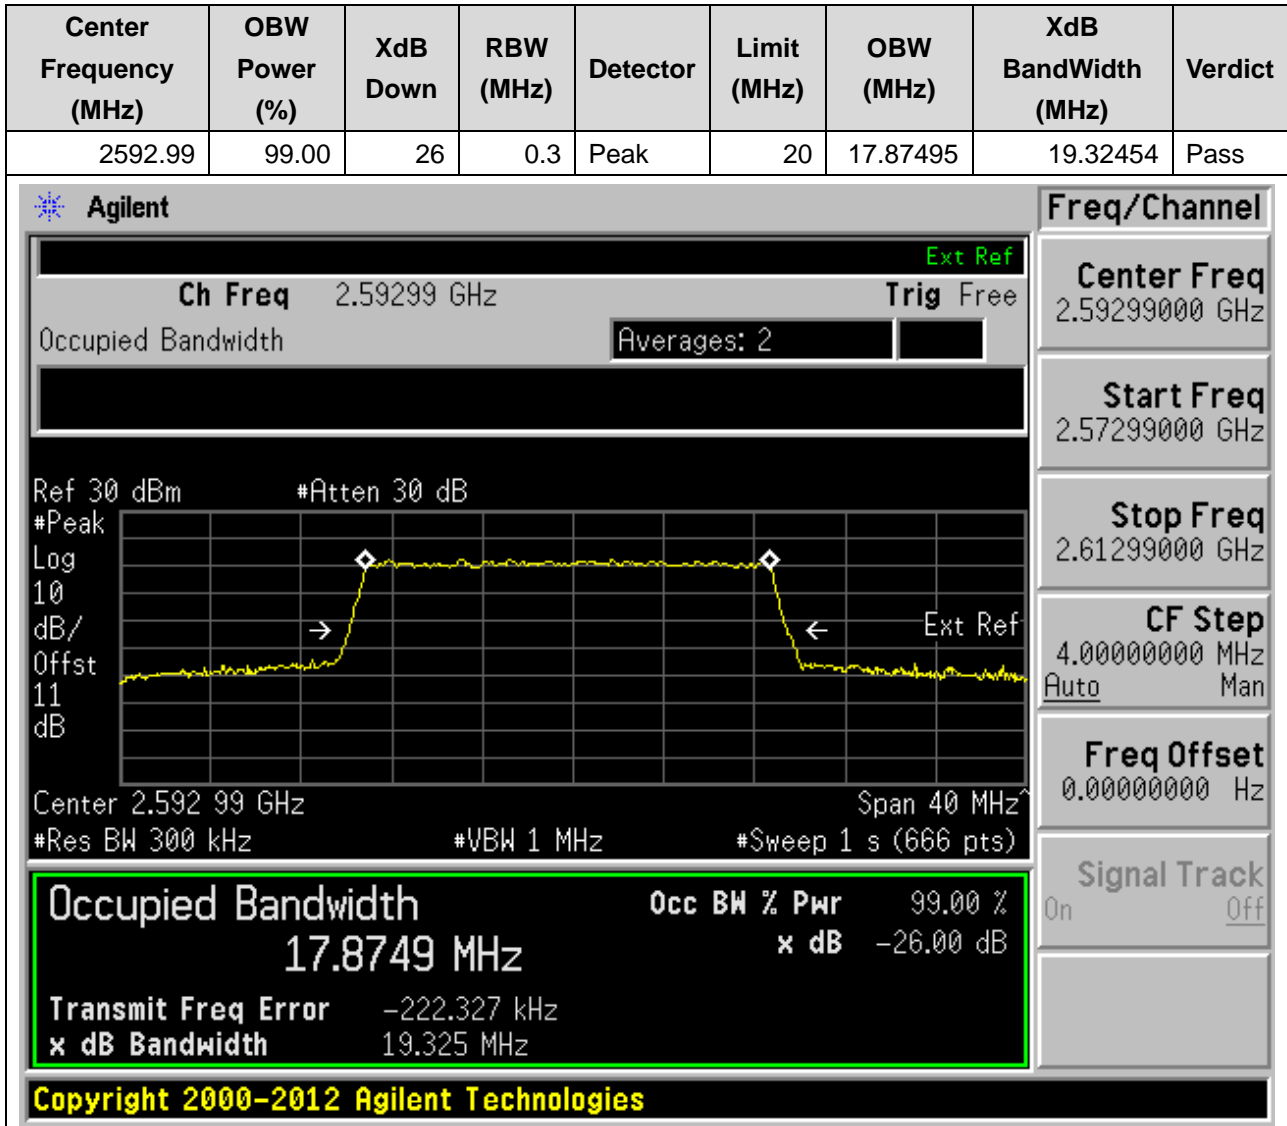 Center Frequency (MHz) OBW Power (%) XdB Down RBW (MHz) Detector Limit (MHz) OBW (MHz) XdB BandWidth (MHz) Verdict
2592.99 99.00 26 0.3 Peak 20 17.87495 19.32454 Pass
Agilent
Freq/Channel
Ext Ref
Ch Freq 2.59299 GHz Trig Free
Occupied Bandwidth Averages: 2
Center Freq
2.59299000 GHz
Start Freq
2.57299000 GHz
Stop Freq
2.61299000 GHz
CF Step
4.00000000 MHz
Auto Man
Freq Offset
0.00000000 Hz
Signal Track
On Off
Ref 30 dBm #Atten 30 dB
#Peak
Log
10
dB/
Offst
11
dB
Ext Ref
Center 2.592 99 GHz Span 40 MHz^
#Res BW 300 kHz #VBW 1 MHz #Sweep 1 s (666 pts)
Occupied Bandwidth
17.8749 MHz
Occ BW % Pwr 99.00 %
x dB -26.00 dB
Transmit Freq Error -222.327 kHz
x dB Bandwidth 19.325 MHz
Copyright 2000-2012 Agilent Technologies